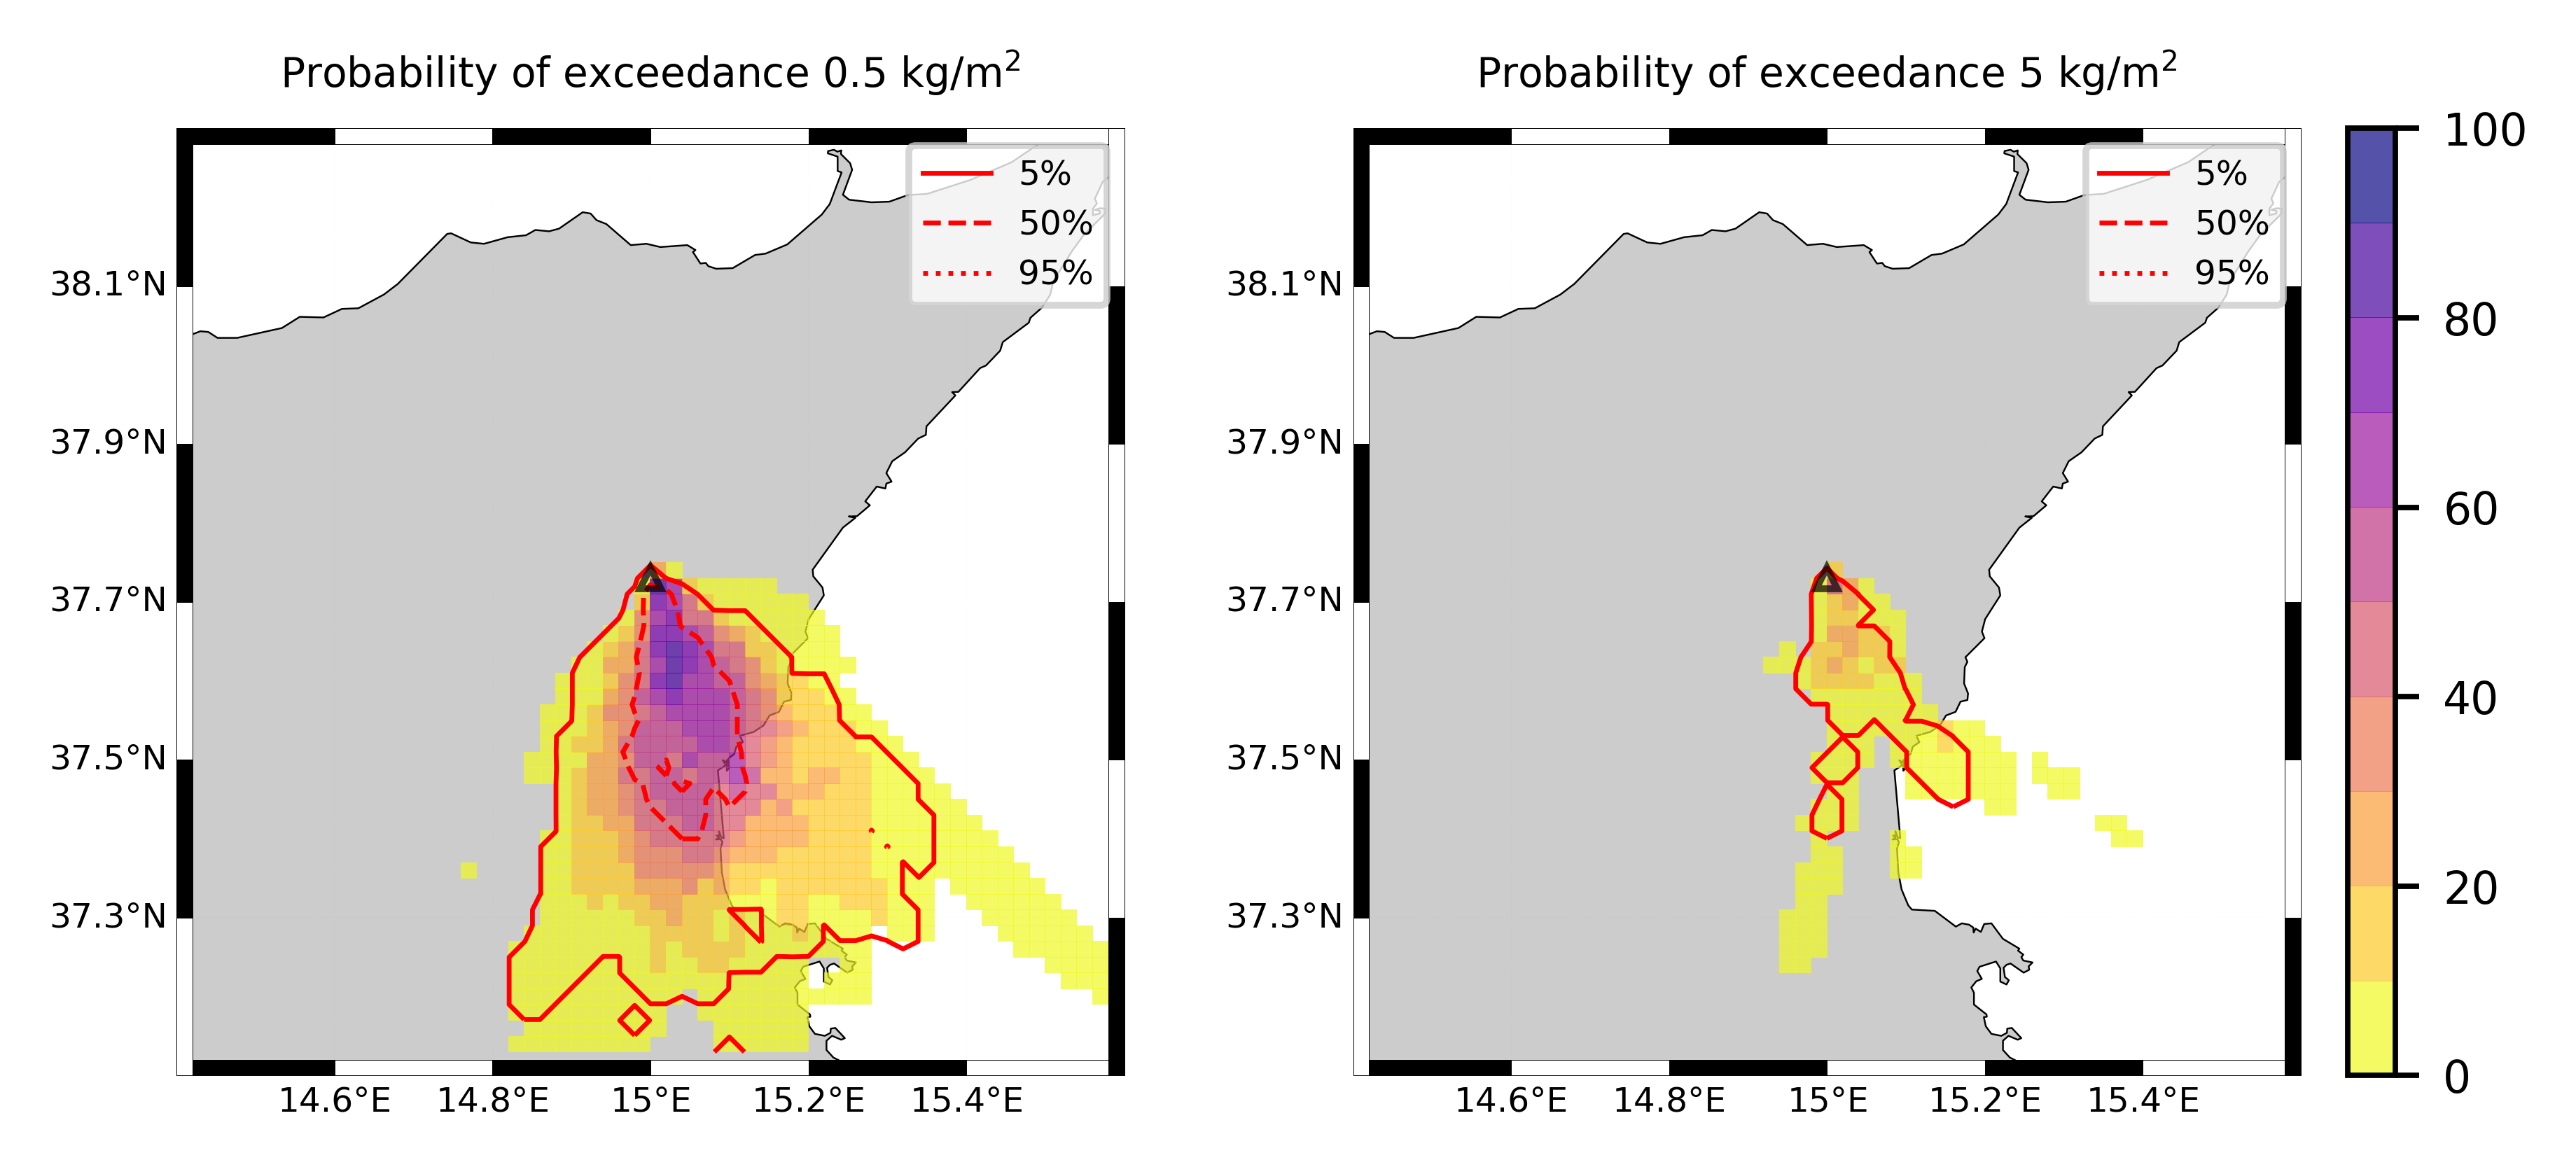 Probability of exceedance 0.5 kg/m²
5%
50%
95%
38.1°N
37.9°N
37.7°N
37.5°N
37.3°N
14.6°E 14.8°E 15°E 15.2°E 15.4°E
Probability of exceedance 5 kg/m²
5%
50%
95%
38.1°N
37.9°N
37.7°N
37.5°N
37.3°N
14.6°E 14.8°E 15°E 15.2°E 15.4°E
100
80
60
40
20
0